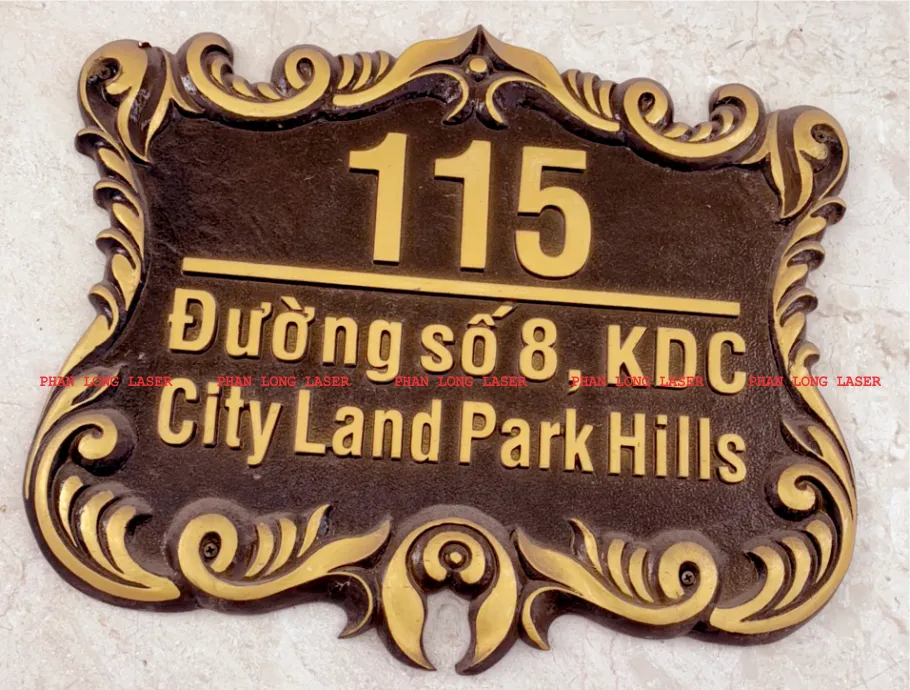 115
Đường số 8, KDC
PHAN LONG LASER PHAN LONG LASER PHAN LONG LASER PHAN LONG LASER PHAN LONG LASER
City Land Park Hills